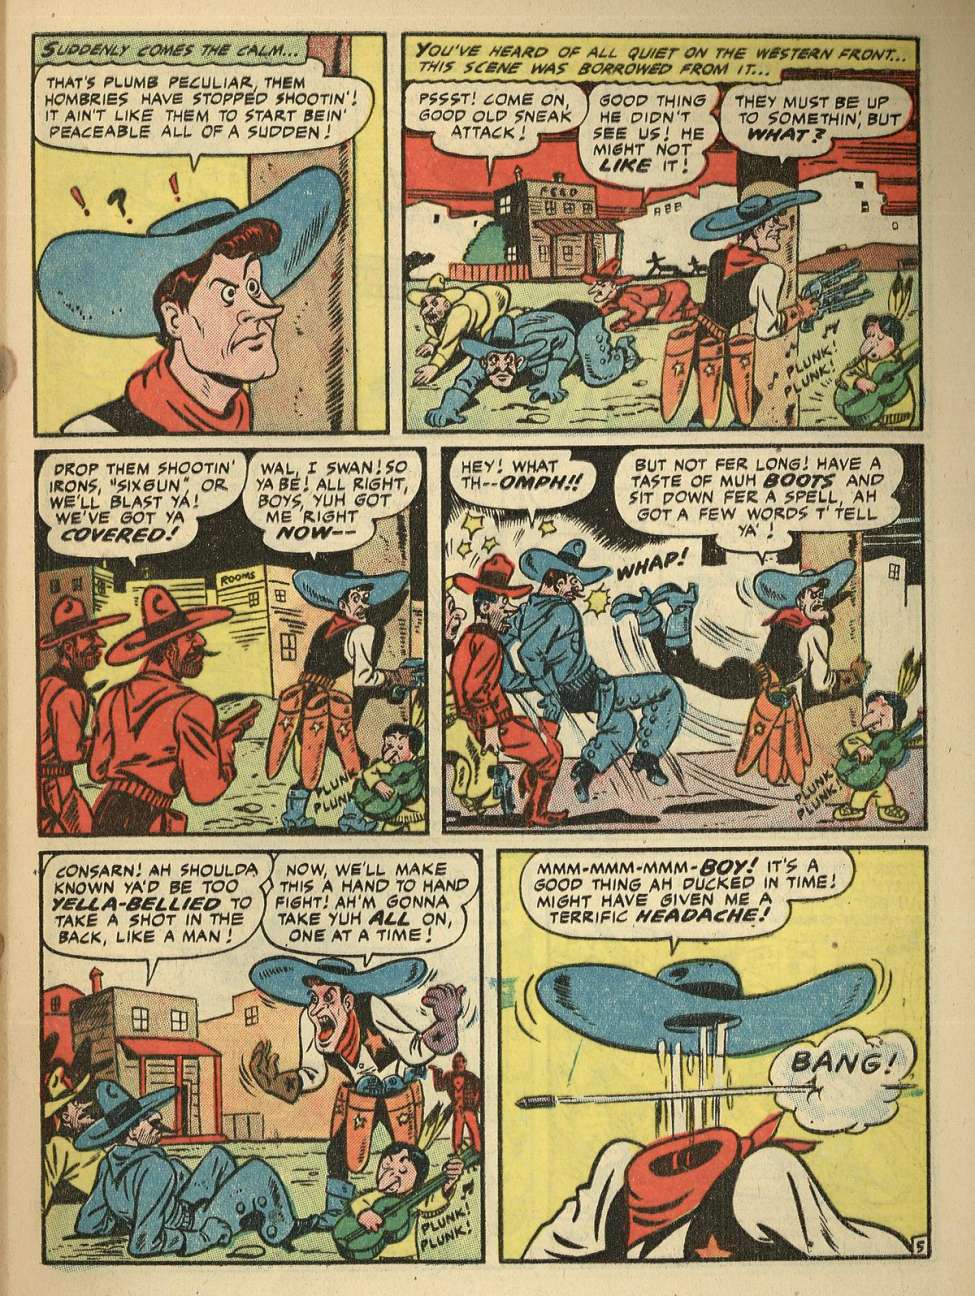 SUDDENLY COMES THE CALM...
THAT'S PLUMB PECULIAR, THEM
HOMBRIES HAVE STOPPED SHOOTIN'!
IT AIN'T LIKE THEM TO START BEIN'
PEACEABLE ALL OF A SUDDEN!
! ? !
YOU'VE HEARD OF ALL QUIET ON THE WESTERN FRONT...
THIS SCENE WAS BORROWED FROM IT...
PSSST! COME ON,
GOOD OLD SNEAK
ATTACK!
GOOD THING
HE DIDN'T
SEE US! HE
MIGHT NOT
LIKE IT!
THEY MUST BE UP
TO SOMETHIN', BUT
WHAT?
FEED
PLUNK!
PLUNK!
DROP THEM SHOOTIN'
IRONS, "SIXGUN", OR
WE'LL BLAST YA!
WE'VE GOT YA
COVERED!
WAL, I SWAN! SO
YA BE! ALL RIGHT,
BOYS, YUH GOT
ME RIGHT
NOW--
ROOMS
PLUNK
PLUNK!
HEY! WHAT
TH--OMPH!!
BUT NOT FER LONG! HAVE A
TASTE OF MUH BOOTS AND
SIT DOWN FER A SPELL, AH
GOT A FEW WORDS T' TELL
YA'!
WHAP!
PLUNK
PLUNK!
CONSARN! AH SHOULDA
KNOWN YA'D BE TOO
YELLA-BELLIED TO
TAKE A SHOT IN THE
BACK, LIKE A MAN!
NOW, WE'LL MAKE
THIS A HAND TO HAND
FIGHT! AH'M GONNA
TAKE YUH ALL ON,
ONE AT A TIME!
PLUNK!
PLUNK!
MMM-MMM-MMM-BOY! IT'S A
GOOD THING AH DUCKED IN TIME!
MIGHT HAVE GIVEN ME A
TERRIFIC HEADACHE!
BANG!
5